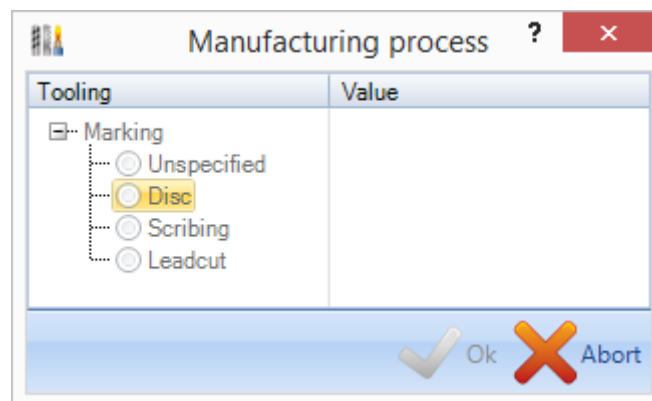 Manufacturing process ?
Tooling Value
Marking
Unspecified
Disc
Scribing
Leadcut
Ok Abort